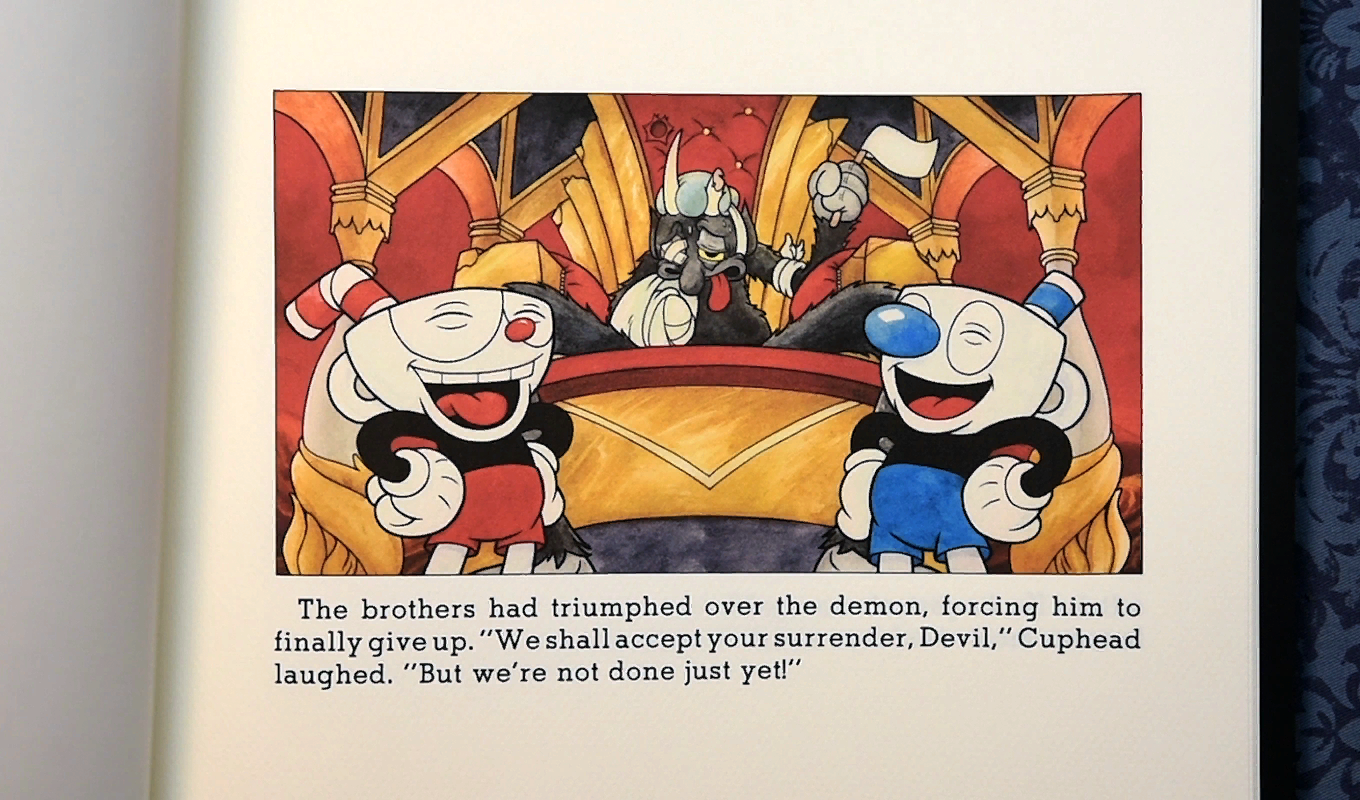 The brothers had triumphed over the demon, forcing him to
finally give up. "We shall accept your surrender, Devil," Cuphead
laughed. "But we're not done just yet!"